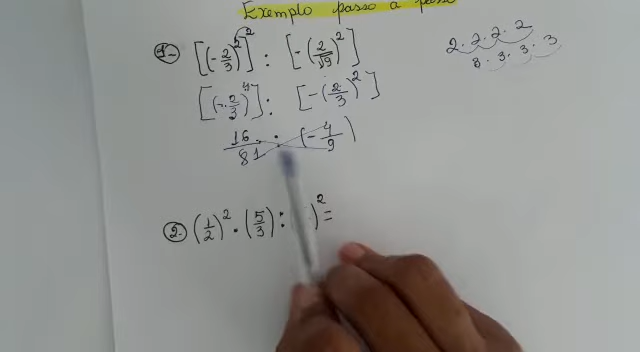 Exemplo passo a passo
1- [(-2/3)²]² : [-(2/√9)²]
2 . 2 . 2 . 2
3 . 3 . 3 . 3
[(-2/3)⁴] : [-(2/3)²]
16/81 : (-4/9)
2- (1/2)² . (5/3) : )² =